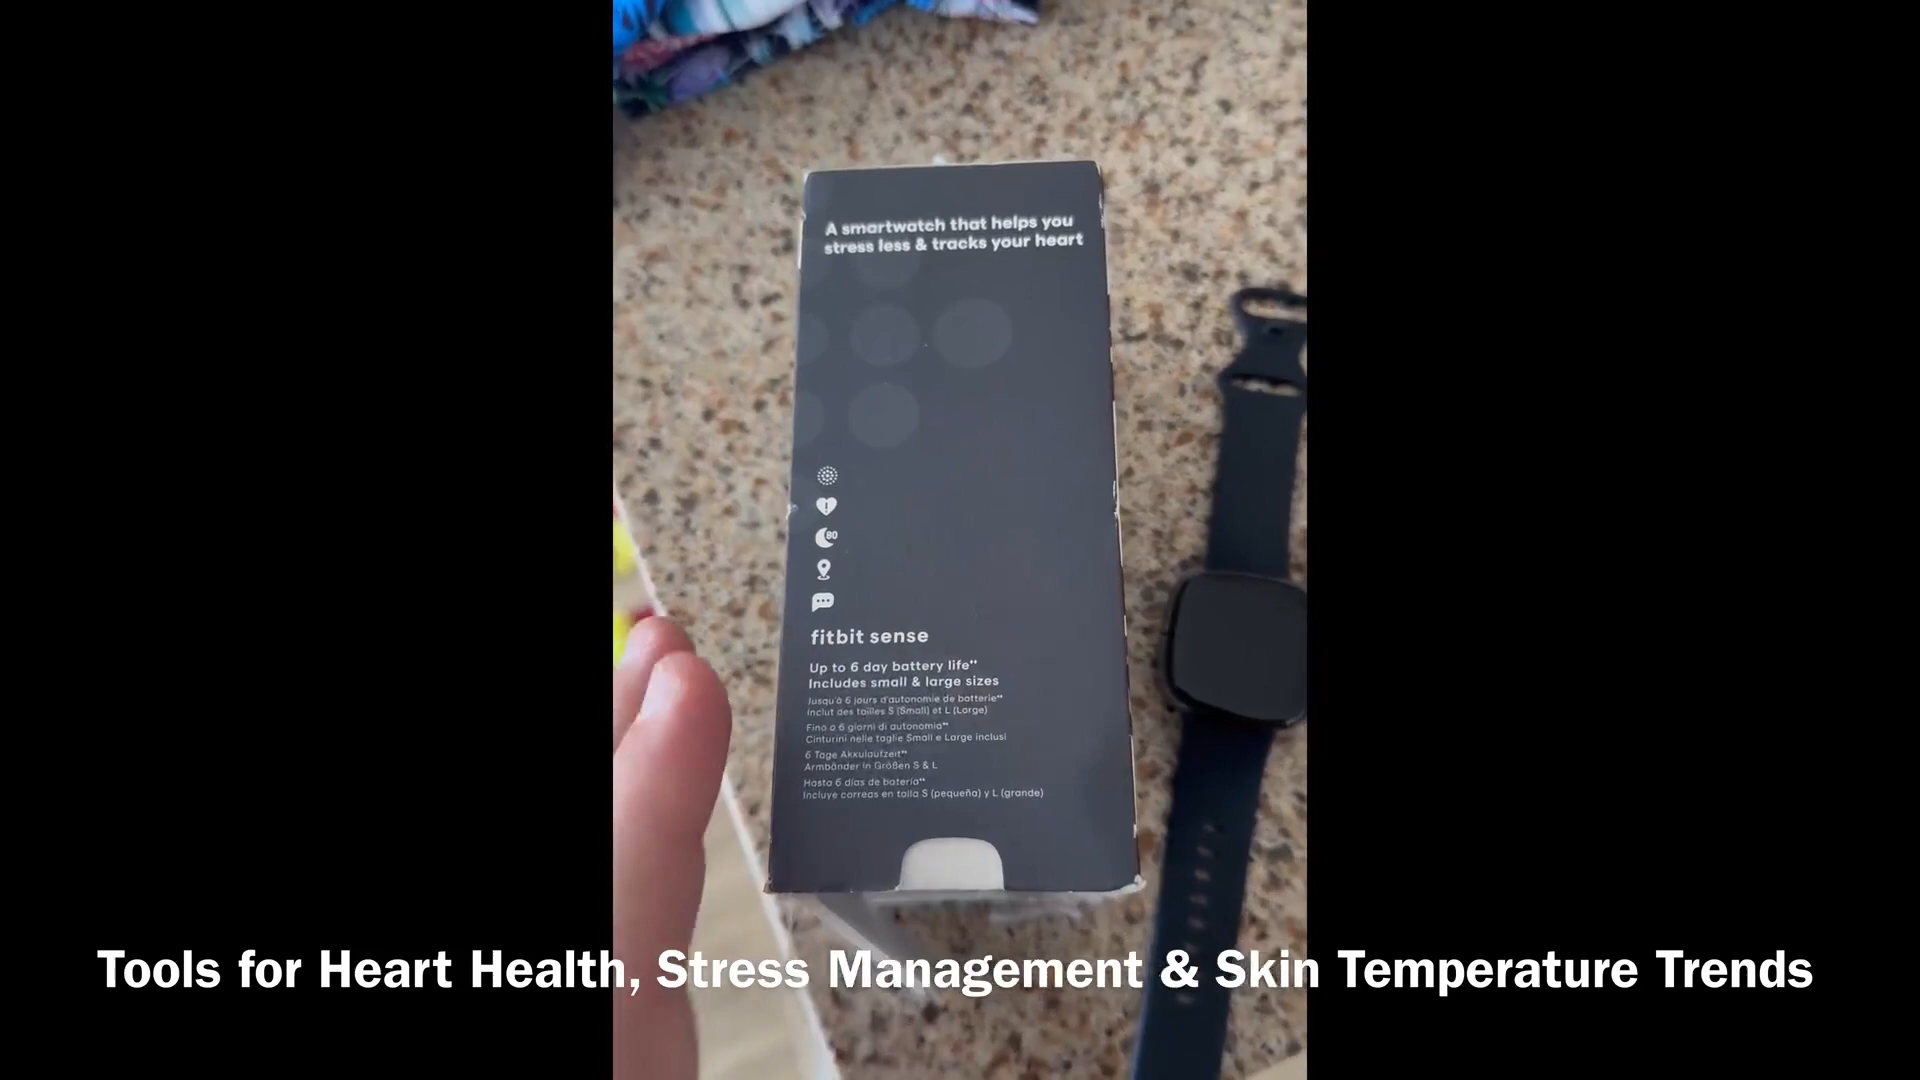 A smartwatch that helps you
stress less & tracks your heart
80
fitbit sense
Up to 6 day battery life**
Includes small & large sizes
Jusqu'à 6 jours d'autonomie de batterie**
Inclut des tailles S (Small) et L (Large)
Fino a 6 giorni di autonomia**
Cinturini nelle taglie Small e Large inclusi
6 Tage Akkulaufzeit**
Armbänder in Größen S & L
Hasta 6 días de batería**
Incluye correas en talla S (pequeña) y L (grande)
Tools for Heart Health, Stress Management & Skin Temperature Trends